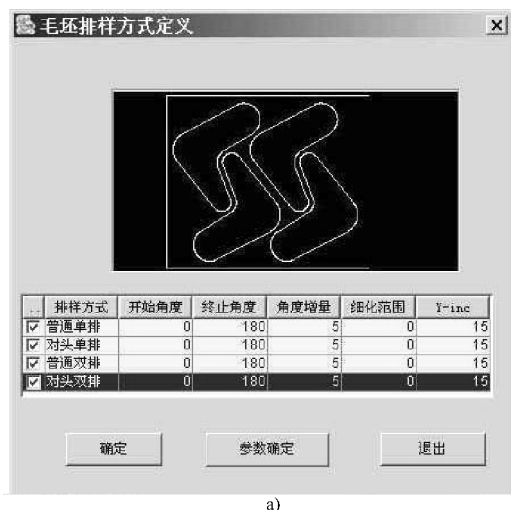 毛坯排样方式定义
.. 排样方式 开始角度 终止角度 角度增量 细化范围 Y-inc
普通单排 0 180 5 0 15
对头单排 0 180 5 0 15
普通双排 0 180 5 0 15
对头双排 0 180 5 0 15
确定 参数确定 退出
a)